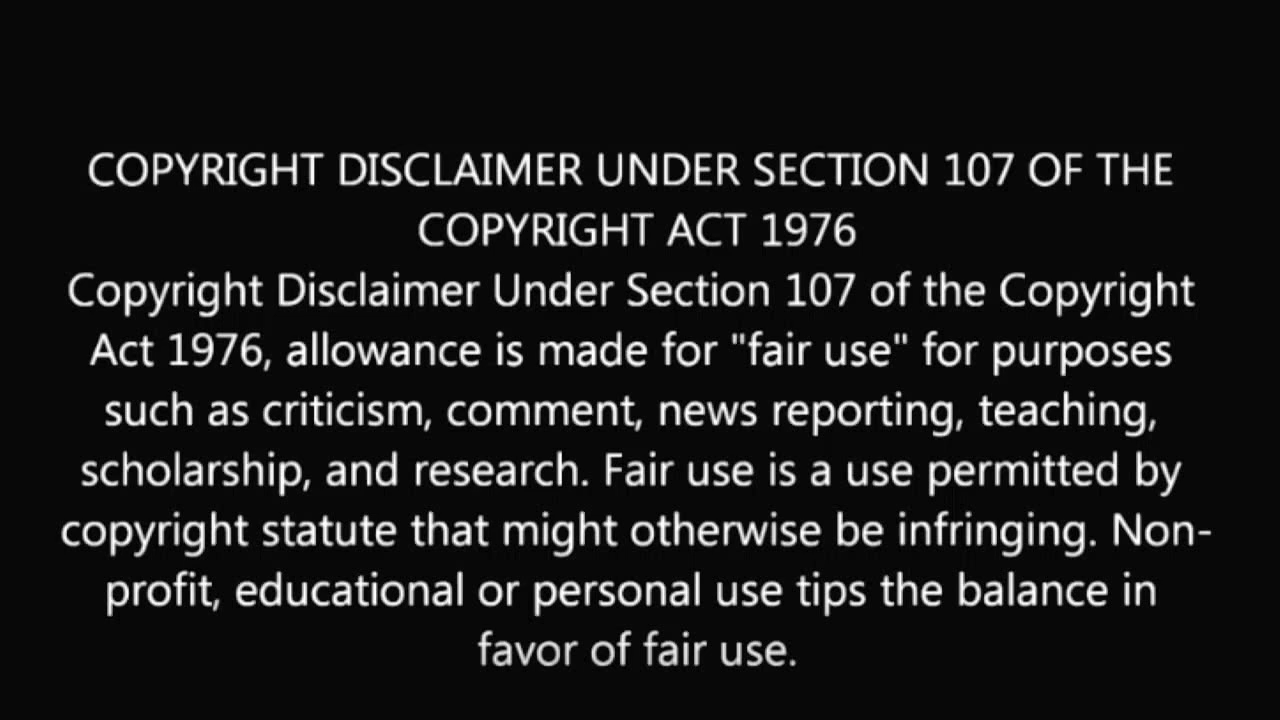 COPYRIGHT DISCLAIMER UNDER SECTION 107 OF THE
COPYRIGHT ACT 1976
Copyright Disclaimer Under Section 107 of the Copyright
Act 1976, allowance is made for "fair use" for purposes
such as criticism, comment, news reporting, teaching,
scholarship, and research. Fair use is a use permitted by
copyright statute that might otherwise be infringing. Non-
profit, educational or personal use tips the balance in
favor of fair use.